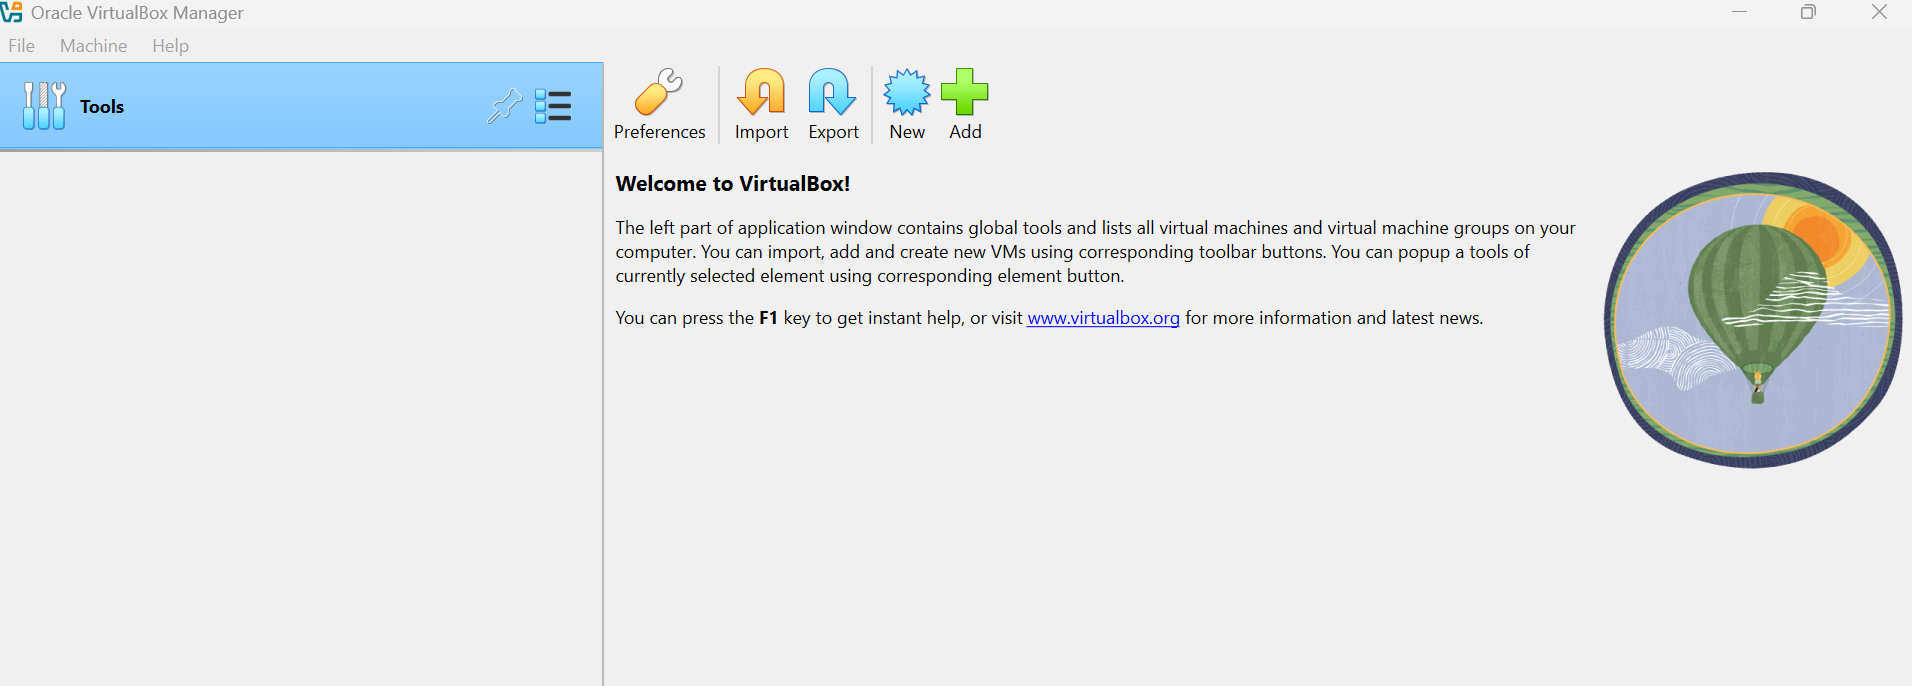 Oracle VirtualBox Manager
File Machine Help
Tools
Preferences Import Export New Add
Welcome to VirtualBox!
The left part of application window contains global tools and lists all virtual machines and virtual machine groups on your
computer. You can import, add and create new VMs using corresponding toolbar buttons. You can popup a tools of
currently selected element using corresponding element button.
You can press the F1 key to get instant help, or visit www.virtualbox.org for more information and latest news.